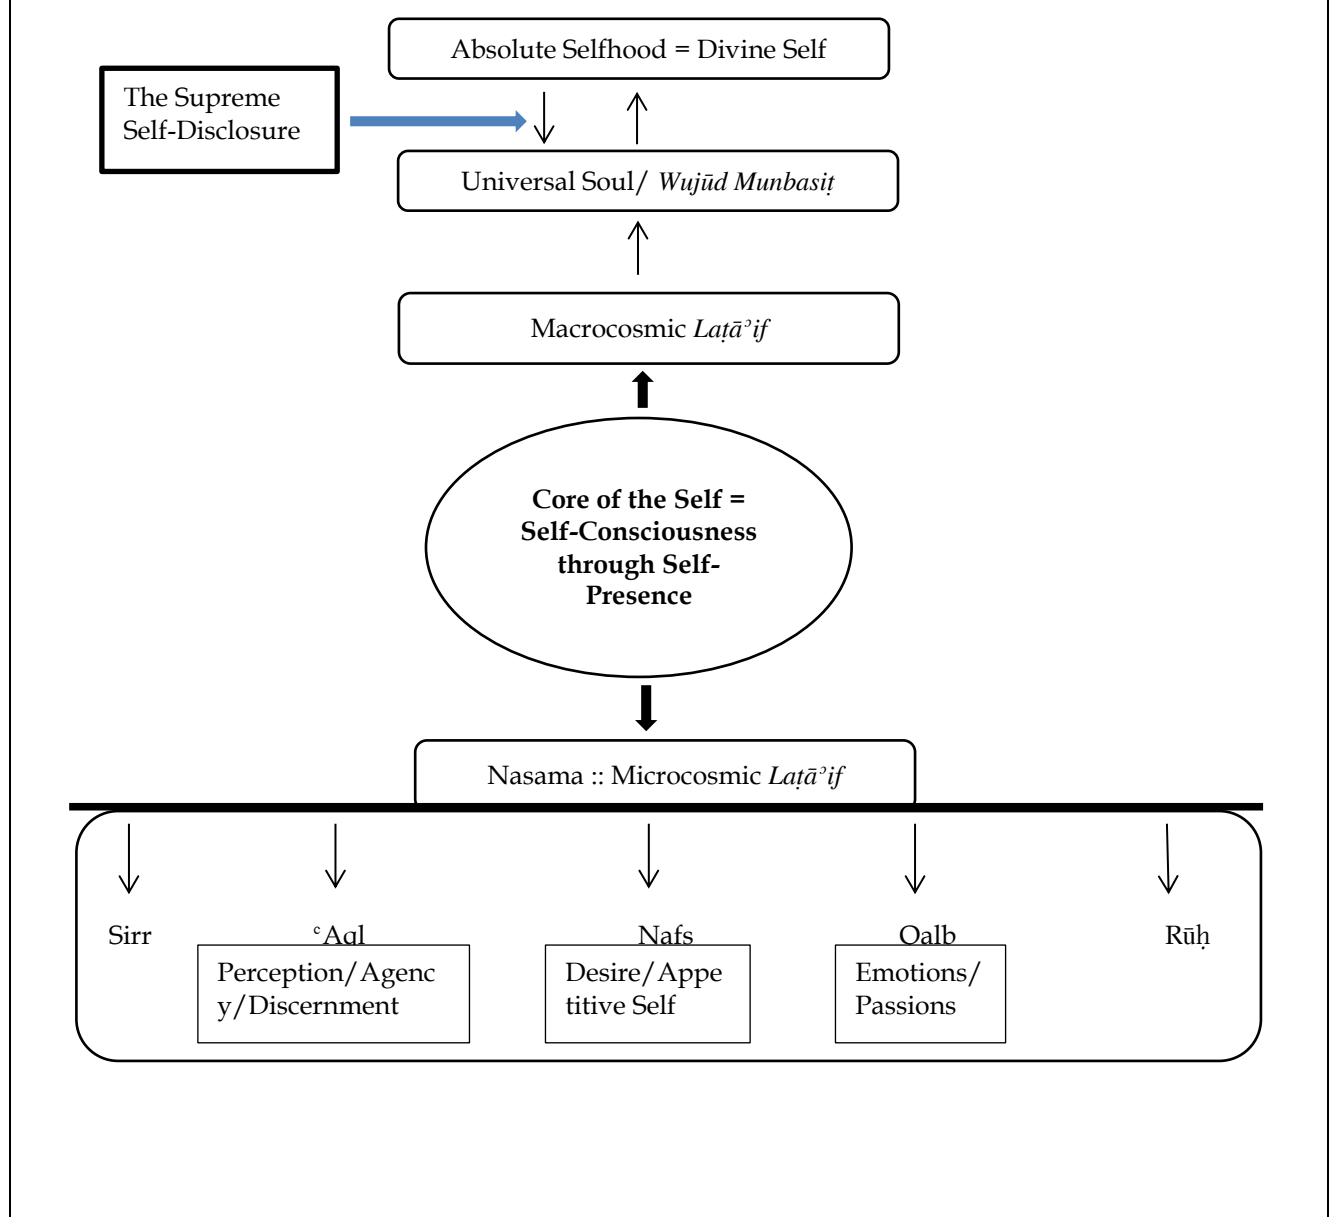 Absolute Selfhood = Divine Self
The Supreme
Self-Disclosure
Universal Soul/ Wujūd Munbasiṭ
Macrocosmic Laṭāʾif
Core of the Self =
Self-Consciousness
through Self-
Presence
Nasama :: Microcosmic Laṭāʾif
Sirr
ʿAql
Nafs
Qalb
Rūḥ
Perception/Agenc
y/Discernment
Desire/Appe
titive Self
Emotions/
Passions